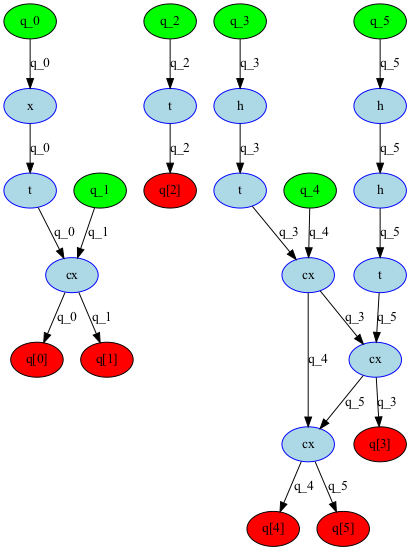 q_0 q_2 q_3 q_5
q_0 q_2 q_3 q_5
x t h h
q_0 q_2 q_3 q_5
t q_1 q[2] t q_4 h
q_0 q_1 q_3 q_4 q_5
cx cx t
q_0 q_1 q_3 q_5
q[0] q[1] q_4 cx
q_5 q_3
cx q[3]
q_4 q_5
q[4] q[5]